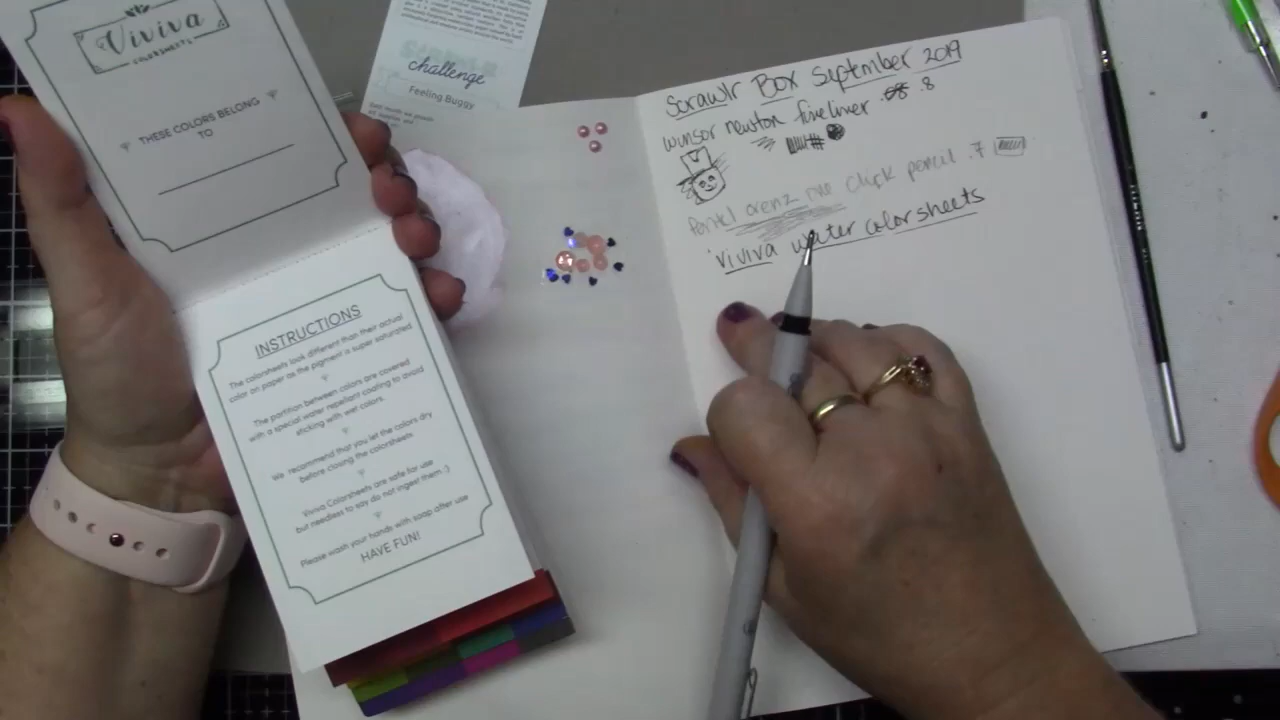 Viviva
COLORSHEETS
THESE COLORS BELONG
TO
INSTRUCTIONS
The colorsheets look different than their actual
color on paper as the pigment is super saturated
The partition between colors are covered
with a special water repellant coating to avoid
sticking with wet colors.
We recommend that you let the colors dry
before closing the colorsheets
Viviva Colorsheets are safe for use
but needless to say do not ingest them :)
Please wash your hands with soap after use
HAVE FUN!
challenge
Feeling Buggy
Scrawlr Box September 2019
winsor newton fineliner .8
Pentel orenz one click pencil .7
Viviva water color sheets